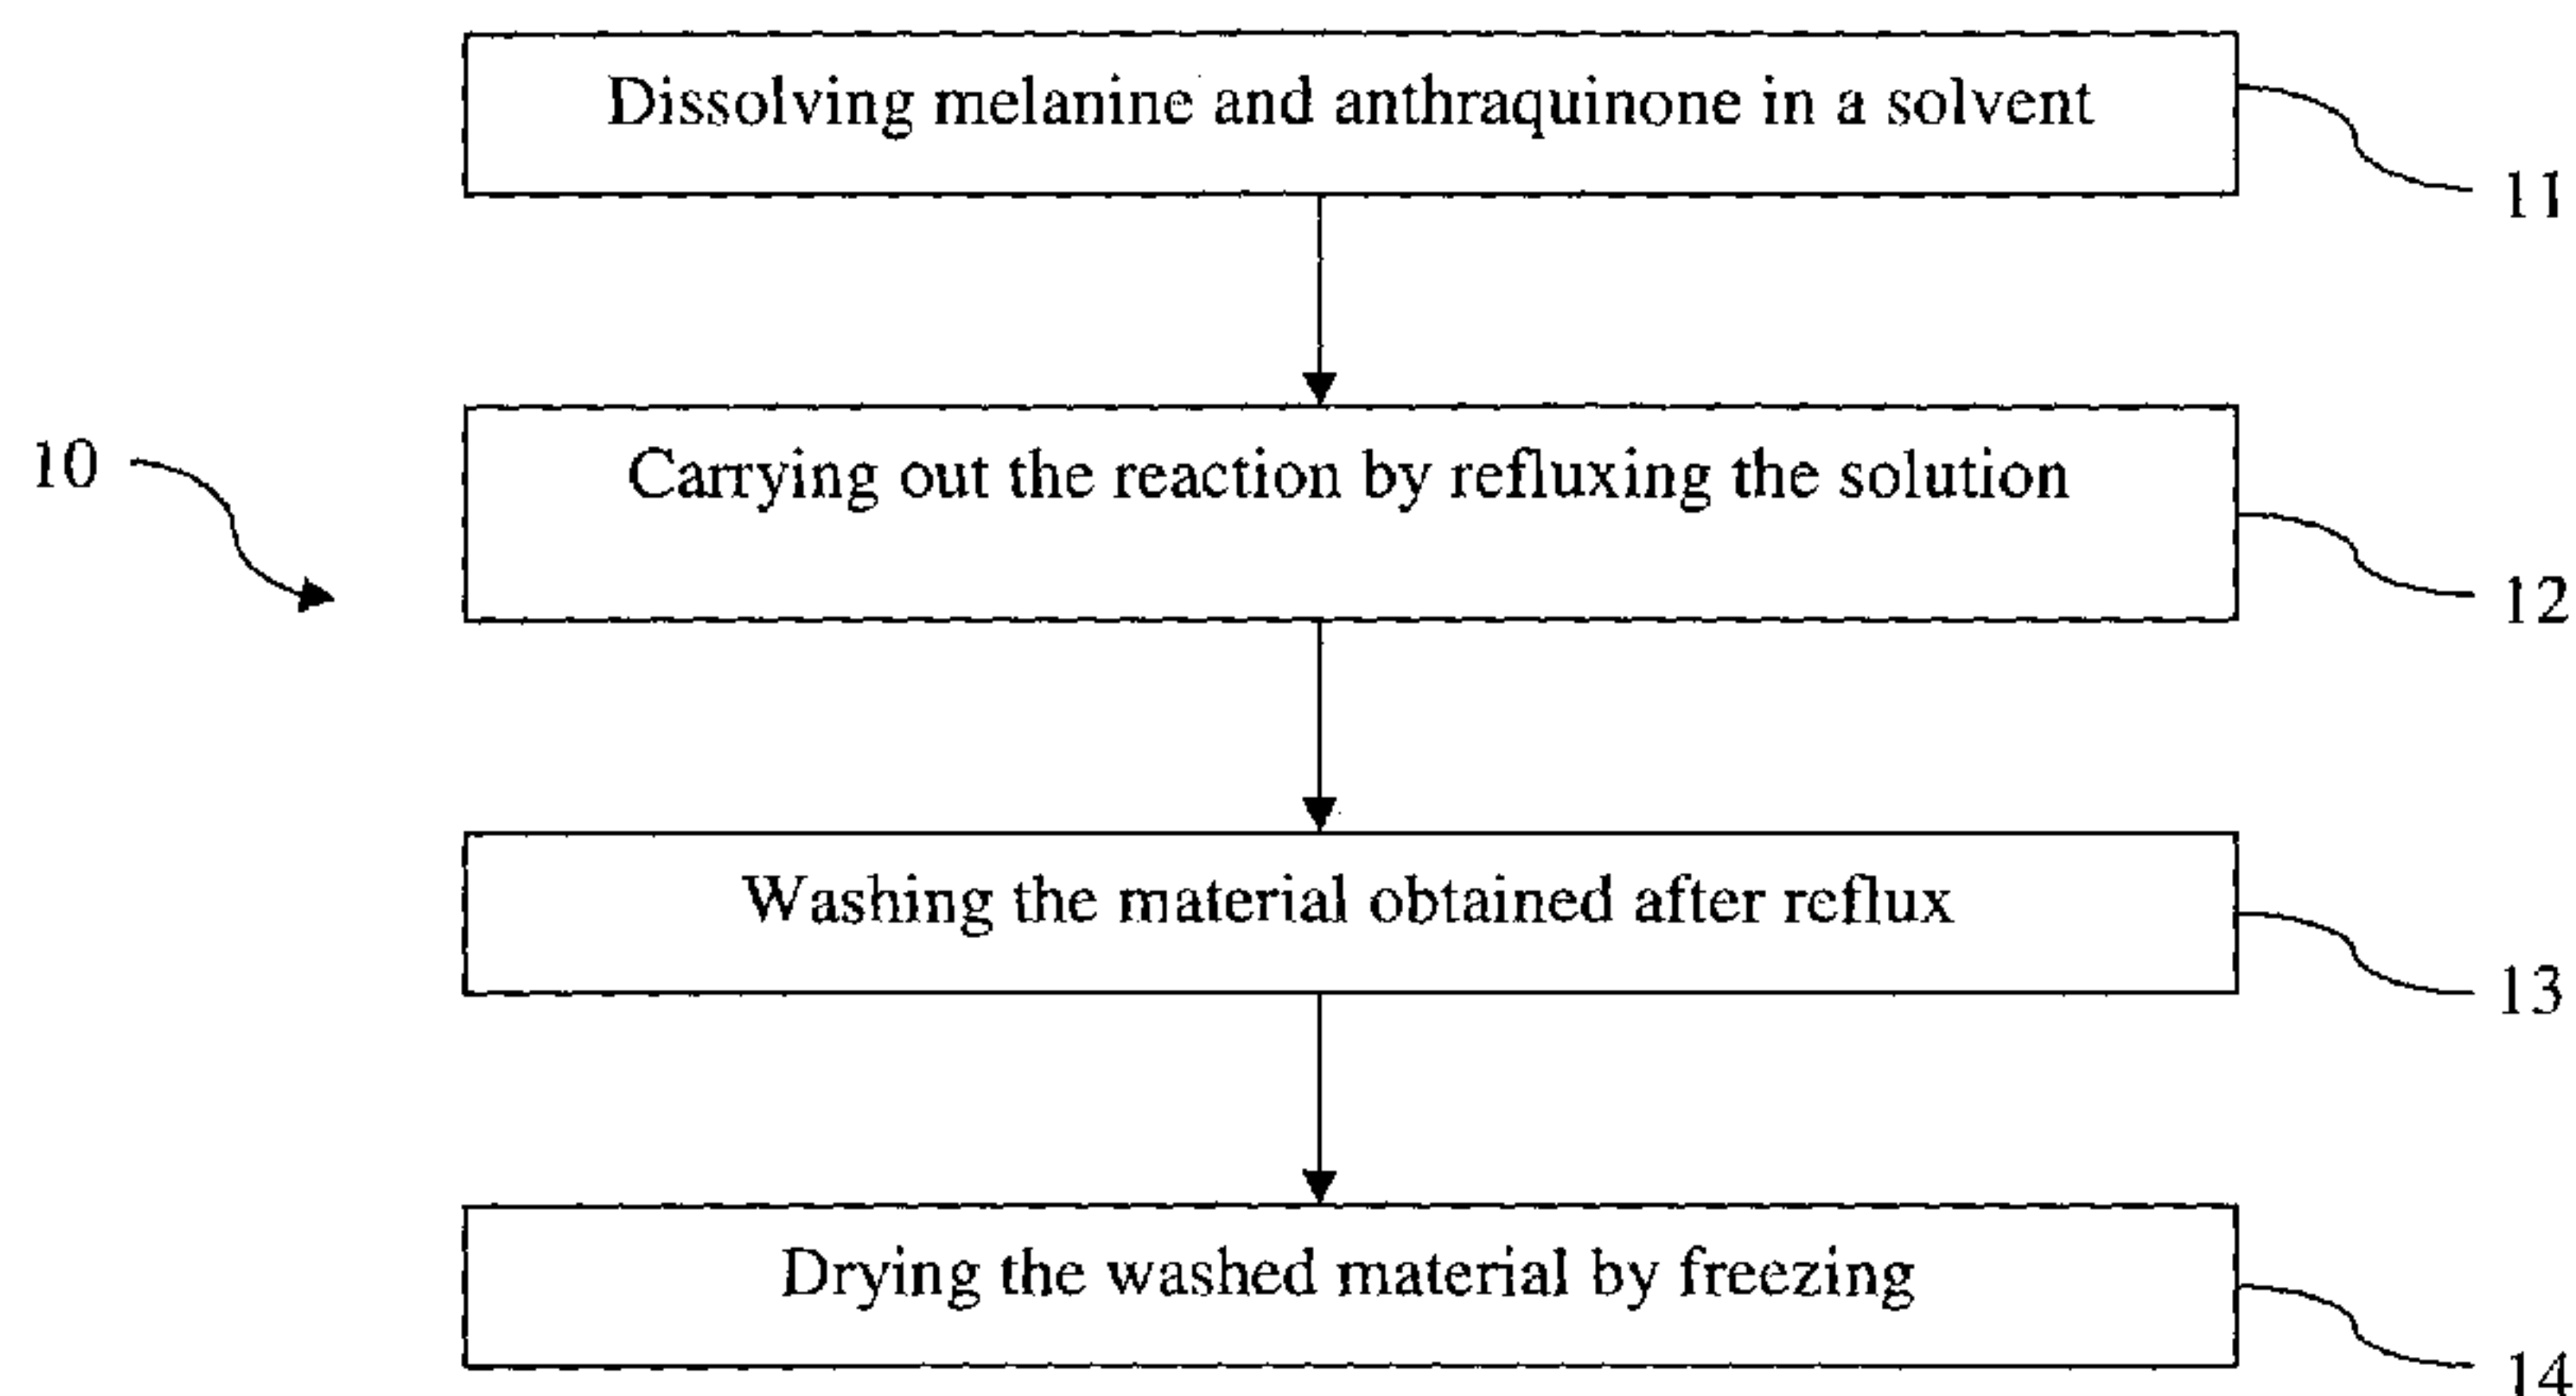 Dissolving melanine and anthraquinone in a solvent
11
10
Carrying out the reaction by refluxing the solution
12
Washing the material obtained after reflux
13
Drying the washed material by freezing
14